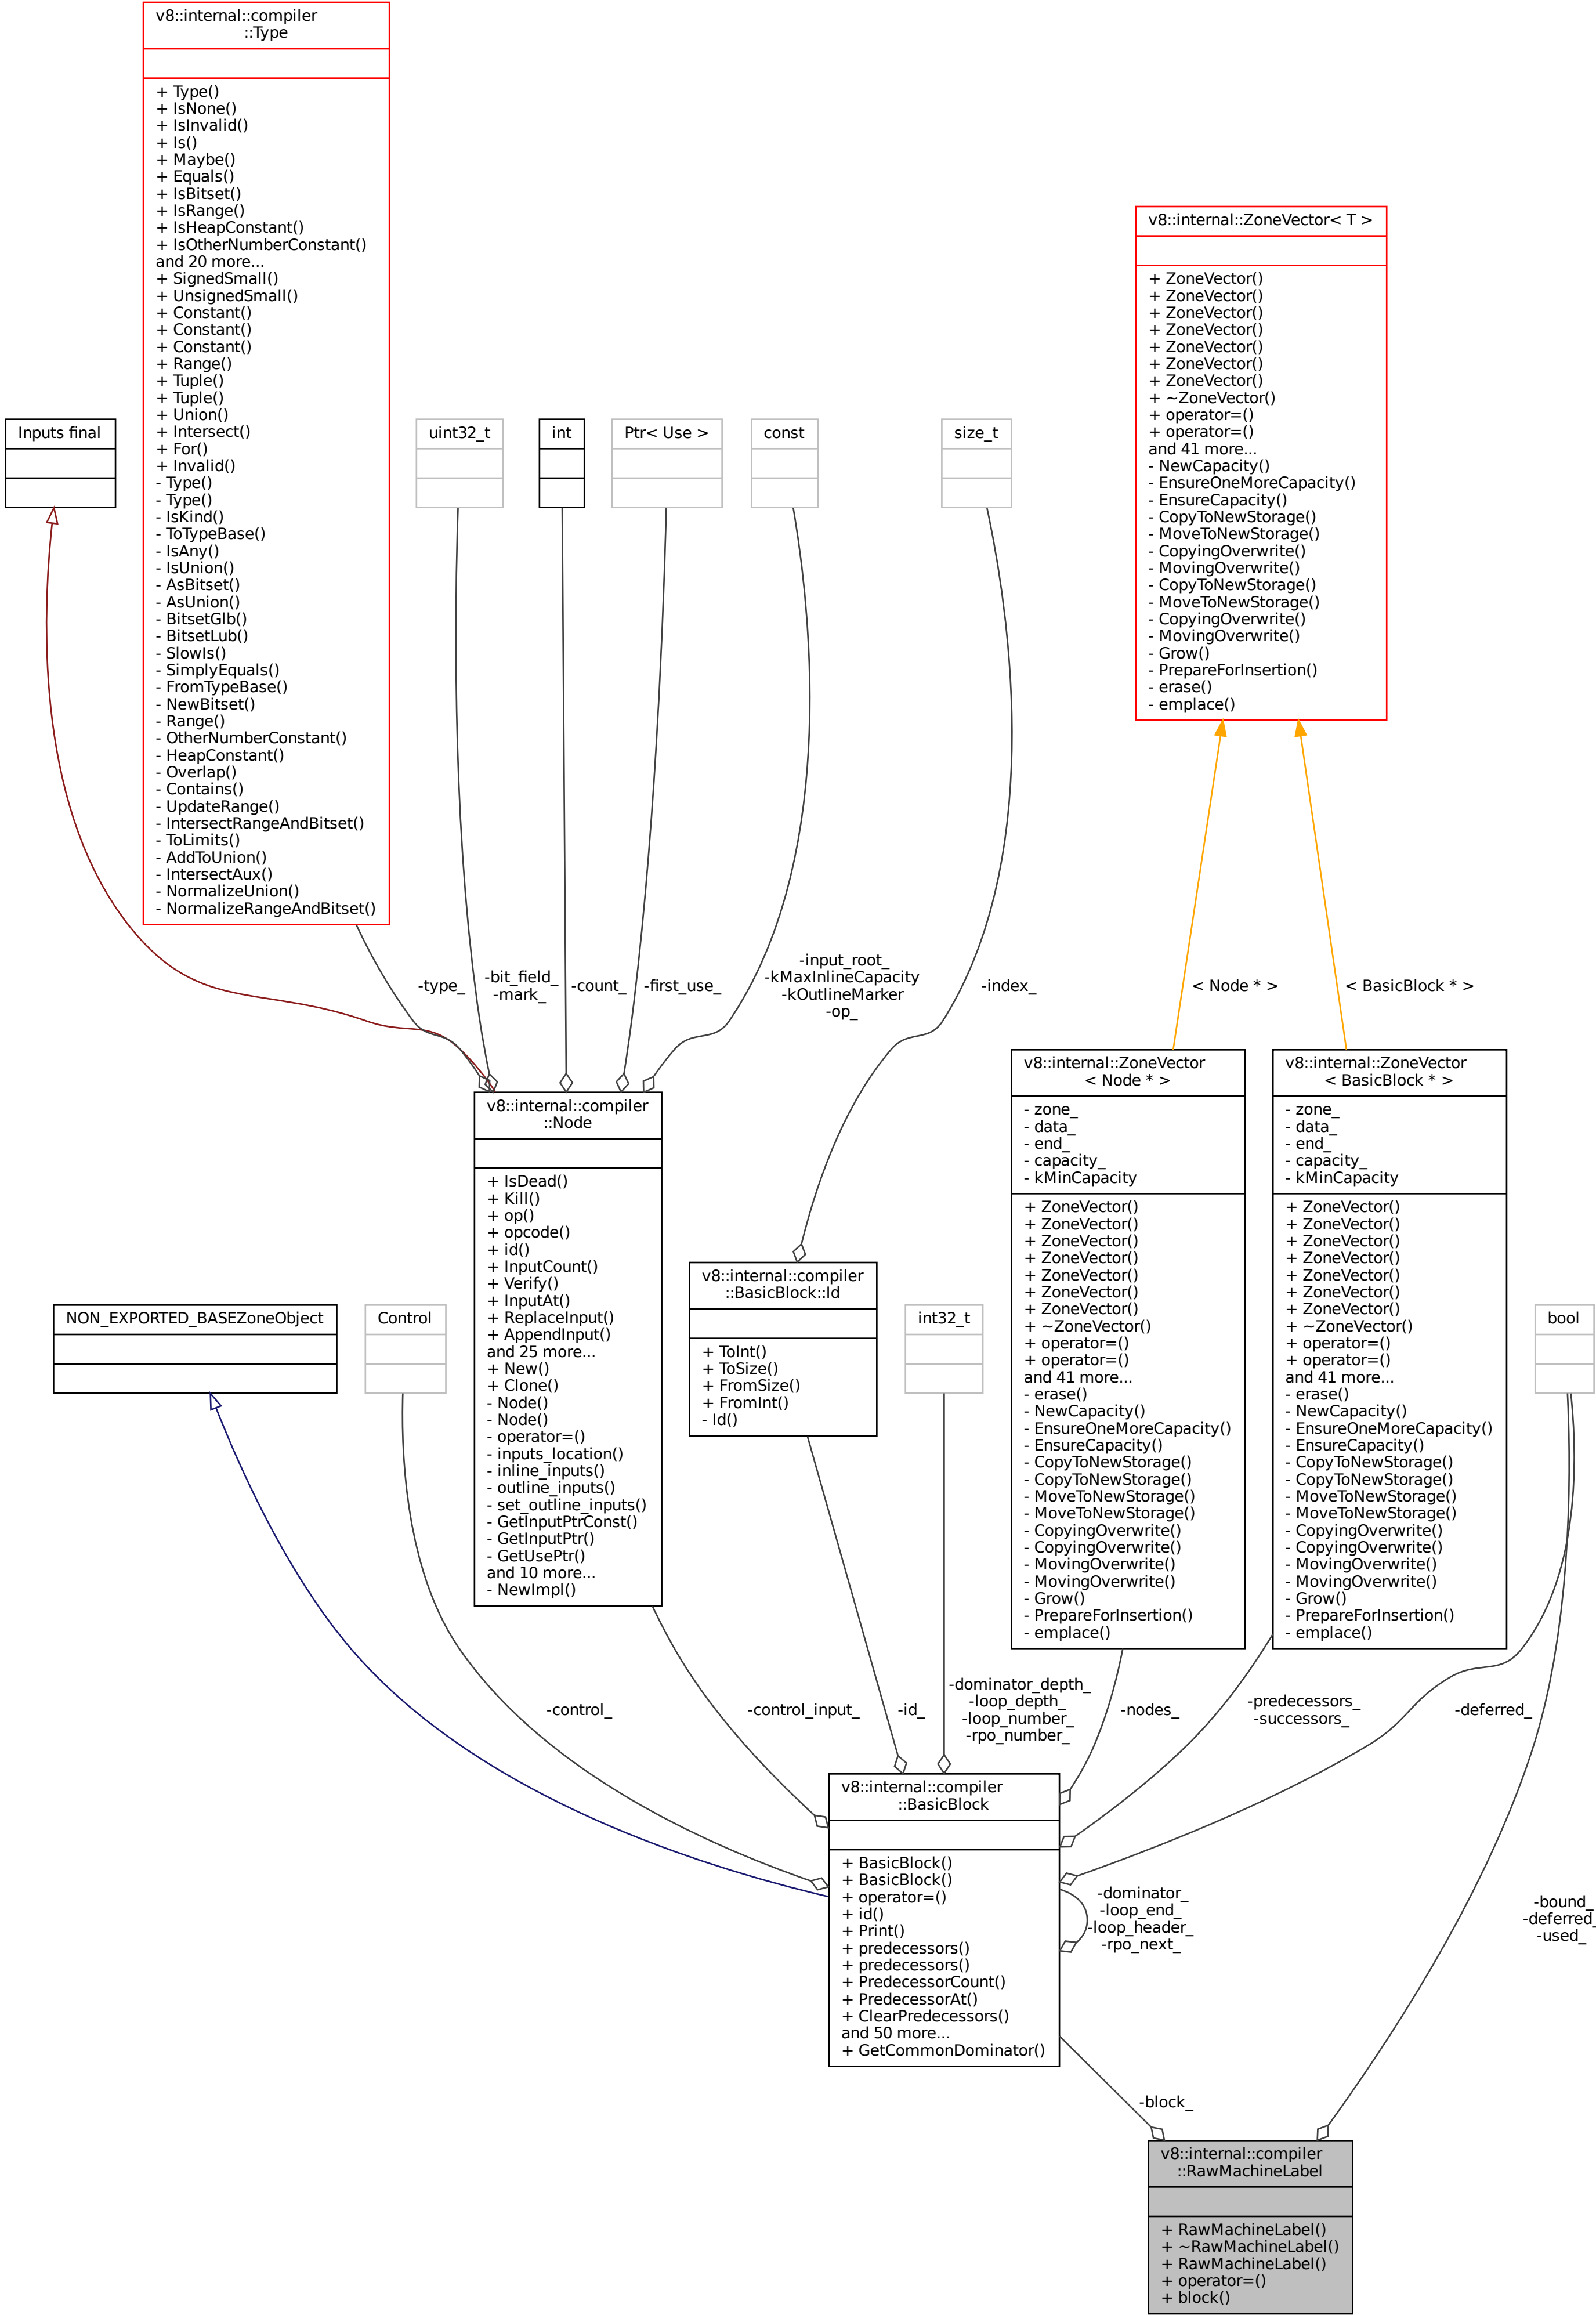 v8::internal::compiler
::Type
+ Type()
+ IsNone()
+ IsInvalid()
+ Is()
+ Maybe()
+ Equals()
+ IsBitset()
+ IsRange()
+ IsHeapConstant()
+ IsOtherNumberConstant()
and 20 more...
+ SignedSmall()
+ UnsignedSmall()
+ Constant()
+ Constant()
+ Constant()
+ Range()
+ Tuple()
+ Tuple()
+ Union()
+ Intersect()
+ For()
+ Invalid()
- Type()
- Type()
- IsKind()
- ToTypeBase()
- IsAny()
- IsUnion()
- AsBitset()
- AsUnion()
- BitsetGlb()
- BitsetLub()
- SlowIs()
- SimplyEquals()
- FromTypeBase()
- NewBitset()
- Range()
- OtherNumberConstant()
- HeapConstant()
- Overlap()
- Contains()
- UpdateRange()
- IntersectRangeAndBitset()
- ToLimits()
- AddToUnion()
- IntersectAux()
- NormalizeUnion()
- NormalizeRangeAndBitset()
v8::internal::ZoneVector< T >
+ ZoneVector()
+ ZoneVector()
+ ZoneVector()
+ ZoneVector()
+ ZoneVector()
+ ZoneVector()
+ ZoneVector()
+ ~ZoneVector()
+ operator=()
+ operator=()
and 41 more...
- NewCapacity()
- EnsureOneMoreCapacity()
- EnsureCapacity()
- CopyToNewStorage()
- MoveToNewStorage()
- CopyingOverwrite()
- MovingOverwrite()
- CopyToNewStorage()
- MoveToNewStorage()
- CopyingOverwrite()
- MovingOverwrite()
- Grow()
- PrepareForInsertion()
- erase()
- emplace()
Inputs final
uint32_t
int
Ptr< Use >
const
size_t
-type_
-bit_field_
-mark_
-count_
-first_use_
-input_root_
-kMaxInlineCapacity
-kOutlineMarker
-op_
-index_
< Node * >
< BasicBlock * >
v8::internal::compiler
::Node
+ IsDead()
+ Kill()
+ op()
+ opcode()
+ id()
+ InputCount()
+ Verify()
+ InputAt()
+ ReplaceInput()
+ AppendInput()
and 25 more...
+ New()
+ Clone()
- Node()
- Node()
- operator=()
- inputs_location()
- inline_inputs()
- outline_inputs()
- set_outline_inputs()
- GetInputPtrConst()
- GetInputPtr()
- GetUsePtr()
and 10 more...
- NewImpl()
v8::internal::ZoneVector
< Node * >
- zone_
- data_
- end_
- capacity_
- kMinCapacity
+ ZoneVector()
+ ZoneVector()
+ ZoneVector()
+ ZoneVector()
+ ZoneVector()
+ ZoneVector()
+ ZoneVector()
+ ~ZoneVector()
+ operator=()
+ operator=()
and 41 more...
- erase()
- NewCapacity()
- EnsureOneMoreCapacity()
- EnsureCapacity()
- CopyToNewStorage()
- CopyToNewStorage()
- MoveToNewStorage()
- MoveToNewStorage()
- CopyingOverwrite()
- CopyingOverwrite()
- MovingOverwrite()
- MovingOverwrite()
- Grow()
- PrepareForInsertion()
- emplace()
v8::internal::ZoneVector
< BasicBlock * >
- zone_
- data_
- end_
- capacity_
- kMinCapacity
+ ZoneVector()
+ ZoneVector()
+ ZoneVector()
+ ZoneVector()
+ ZoneVector()
+ ZoneVector()
+ ZoneVector()
+ ~ZoneVector()
+ operator=()
+ operator=()
and 41 more...
- erase()
- NewCapacity()
- EnsureOneMoreCapacity()
- EnsureCapacity()
- CopyToNewStorage()
- CopyToNewStorage()
- MoveToNewStorage()
- MoveToNewStorage()
- CopyingOverwrite()
- CopyingOverwrite()
- MovingOverwrite()
- MovingOverwrite()
- Grow()
- PrepareForInsertion()
- emplace()
v8::internal::compiler
::BasicBlock::Id
+ ToInt()
+ ToSize()
+ FromSize()
+ FromInt()
- Id()
NON_EXPORTED_BASEZoneObject
Control
int32_t
bool
-control_
-control_input_
-id_
-dominator_depth_
-loop_depth_
-loop_number_
-rpo_number_
-nodes_
-predecessors_
-successors_
-deferred_
v8::internal::compiler
::BasicBlock
+ BasicBlock()
+ BasicBlock()
+ operator=()
+ id()
+ Print()
+ predecessors()
+ predecessors()
+ PredecessorCount()
+ PredecessorAt()
+ ClearPredecessors()
and 50 more...
+ GetCommonDominator()
-dominator_
-loop_end_
-loop_header_
-rpo_next_
-bound_
-deferred_
-used_
-block_
v8::internal::compiler
::RawMachineLabel
+ RawMachineLabel()
+ ~RawMachineLabel()
+ RawMachineLabel()
+ operator=()
+ block()